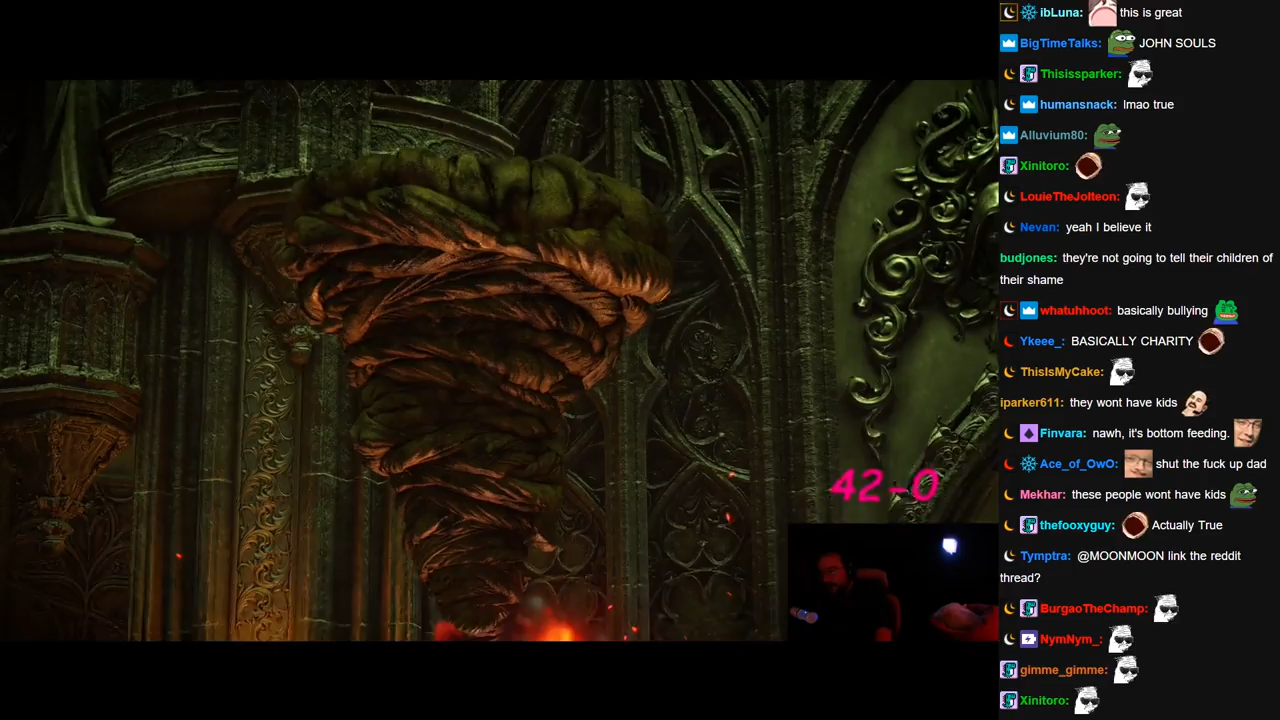 ibLuna: this is great
BigTimeTalks: JOHN SOULS
Thisissparker:
humansnack: lmao true
Alluvium80:
Xinitoro:
LouieTheJolteon:
Nevan: yeah I believe it
budjones: they're not going to tell their children of
their shame
whatuhhoot: basically bullying
Ykeee_: BASICALLY CHARITY
ThisIsMyCake:
iparker611: they wont have kids
Finvara: nawh, it's bottom feeding.
Ace_of_OwO: shut the fuck up dad
42-0
Mekhar: these people wont have kids
thefooxyguy: Actually True
Tymptra: @MOONMOON link the reddit
thread?
BurgaoTheChamp:
NymNym_:
gimme_gimme:
Xinitoro: